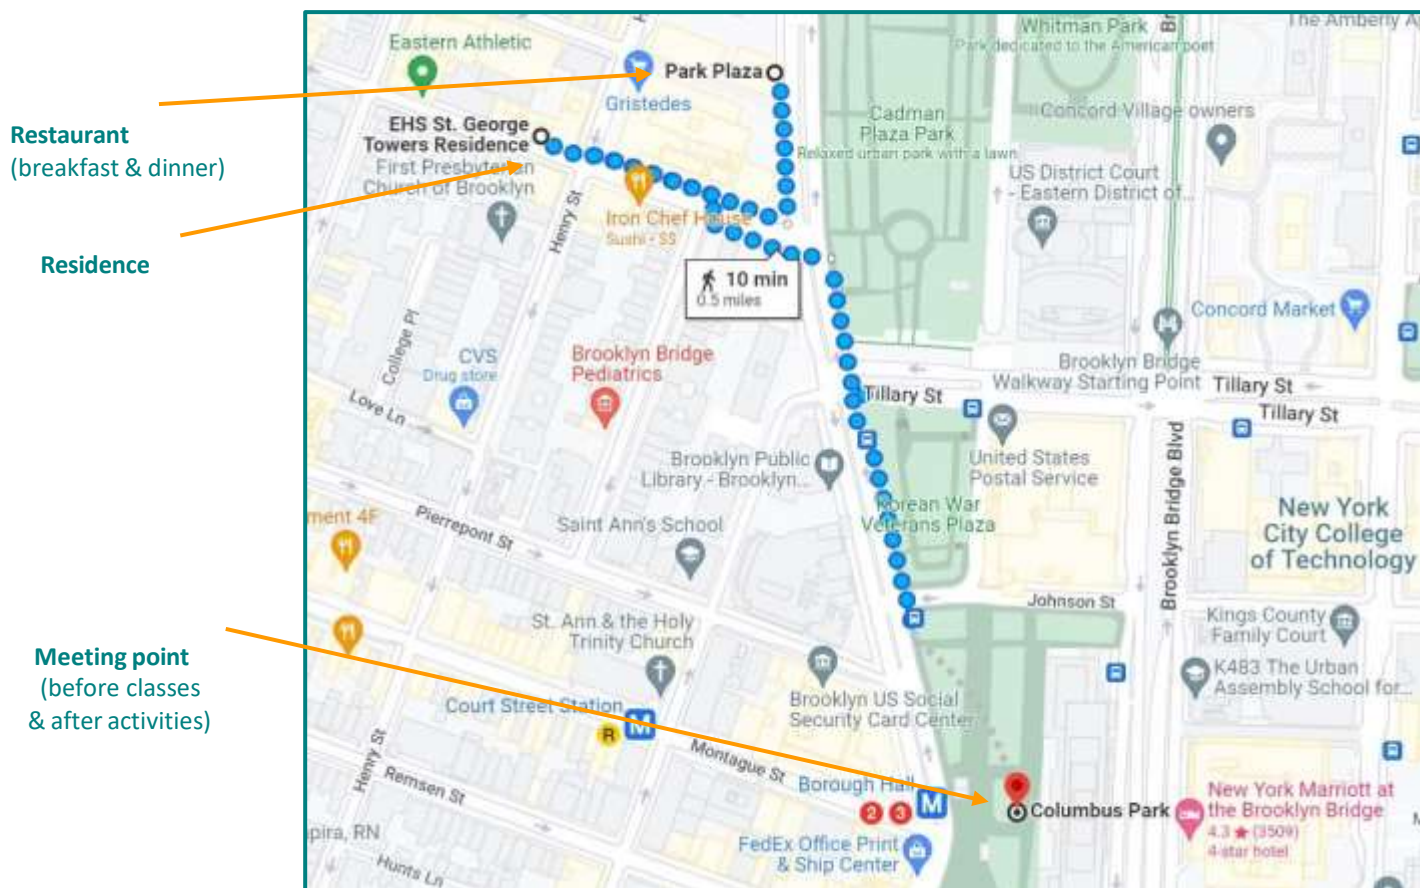 Restaurant
(breakfast & dinner)
Residence
Meeting point
(before classes
& after activities)
Eastern Athletic
Gristedes
Park Plaza
EHS St. George
Towers Residence
First Presbyterian
Church of Brooklyn
Henry St
Iron Chef House
Sushi • $$
10 min
0.5 miles
Whitman Park
Park dedicated to the American poet
The Amberly A
Br
Cadman
Plaza Park
Relaxed urban park with a lawn
Concord Village owners
US District Court
- Eastern District of...
Concord Market
Brooklyn Bridge
Walkway Starting Point
Tillary St
Tillary St
Tillary St
College Pl
CVS
Drug store
Love Ln
Brooklyn Bridge
Pediatrics
Brooklyn Public
Library - Brooklyn...
United States
Postal Service
Korean War
Veterans Plaza
Brooklyn Bridge Blvd
New York
City College
of Technology
ment 4F
Pierrepont St
Saint Ann's School
Johnson St
Kings County
Family Court
St. Ann & the Holy
Trinity Church
K483 The Urban
Assembly School for...
Brooklyn US Social
Security Card Center
Court Street Station
R
M
Henry St
Remsen St
Montague St
Borough Hall
2 3
M
Columbus Park
New York Marriott at
the Brooklyn Bridge
4.3 ★ (3509)
4-star hotel
pira, RN
Hunts Ln
FedEx Office Print
& Ship Center